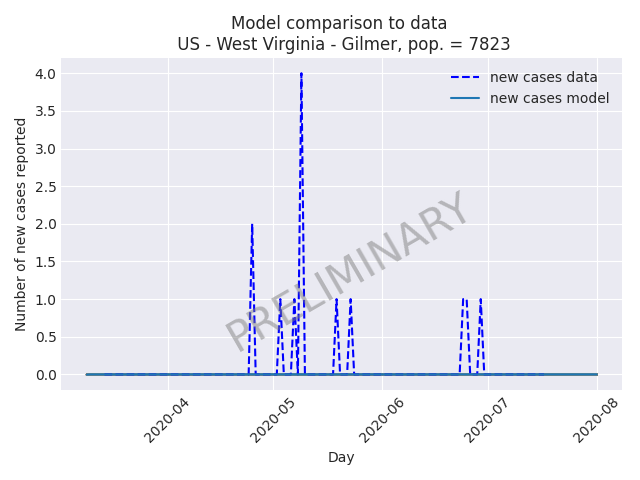 Model comparison to data
US - West Virginia - Gilmer, pop. = 7823
new cases data
new cases model
Number of new cases reported
4.0
3.5
3.0
2.5
2.0
1.5
1.0
0.5
0.0
PRELIMINARY
2020-04
2020-05
2020-06
2020-07
2020-08
Day